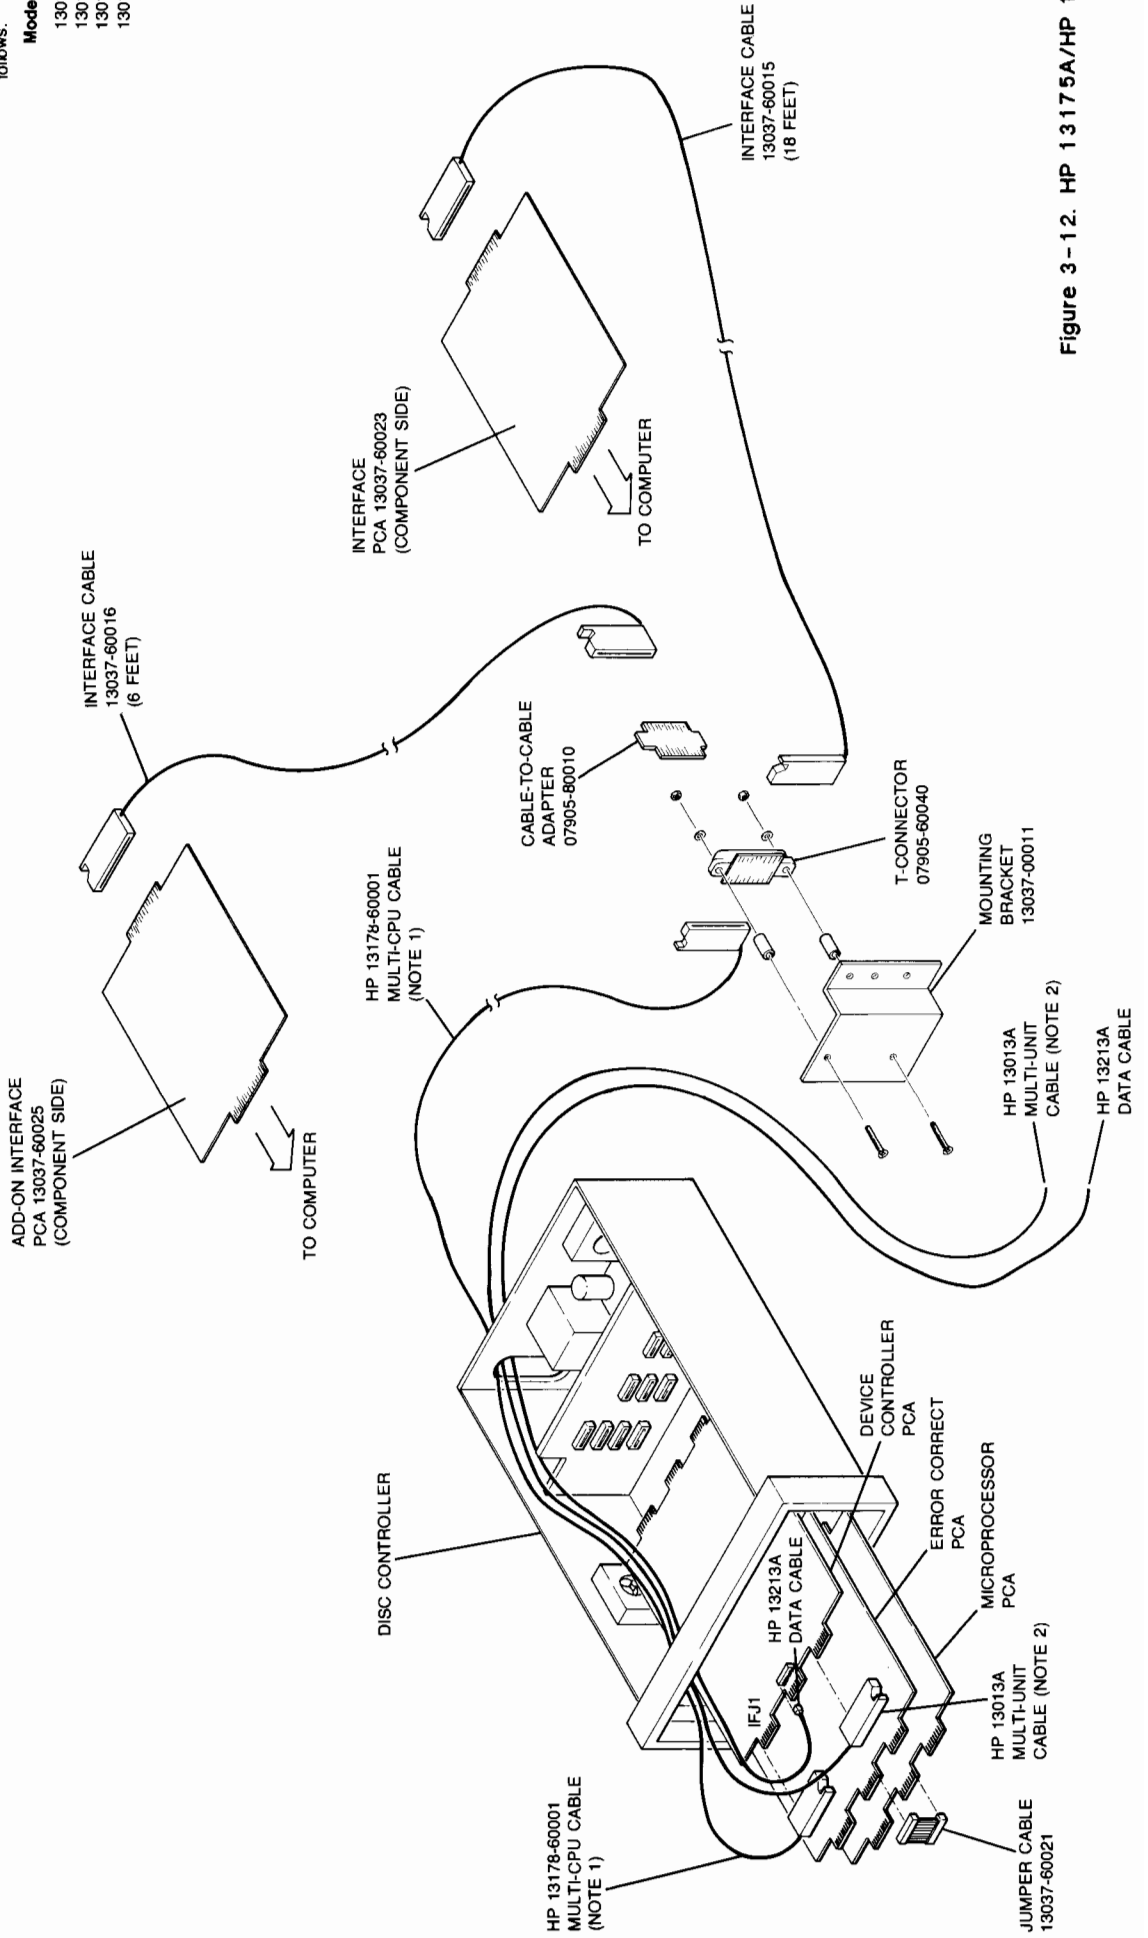 follows.
Mode
130
130
130
130
ADD-ON INTERFACE
PCA 13037-60025
(COMPONENT SIDE)
TO COMPUTER
INTERFACE CABLE
13037-60016
(6 FEET)
INTERFACE
PCA 13037-60023
(COMPONENT SIDE)
TO COMPUTER
INTERFACE CABLE
13037-60015
(18 FEET)
HP 13178-60001
MULTI-CPU CABLE
(NOTE 1)
CABLE-TO-CABLE
ADAPTER
07905-80010
T-CONNECTOR
07905-60040
MOUNTING
BRACKET
13037-00011
HP 13013A
MULTI-UNIT
CABLE (NOTE 2)
HP 13213A
DATA CABLE
DISC CONTROLLER
DEVICE
CONTROLLER
PCA
ERROR CORRECT
PCA
MICROPROCESSOR
PCA
HP 13213A
DATA CABLE
IFJ1
HP 13013A
MULTI-UNIT
CABLE (NOTE 2)
HP 13178-60001
MULTI-CPU CABLE
(NOTE 1)
JUMPER CABLE
13037-60021
Figure 3-12. HP 13175A/HP